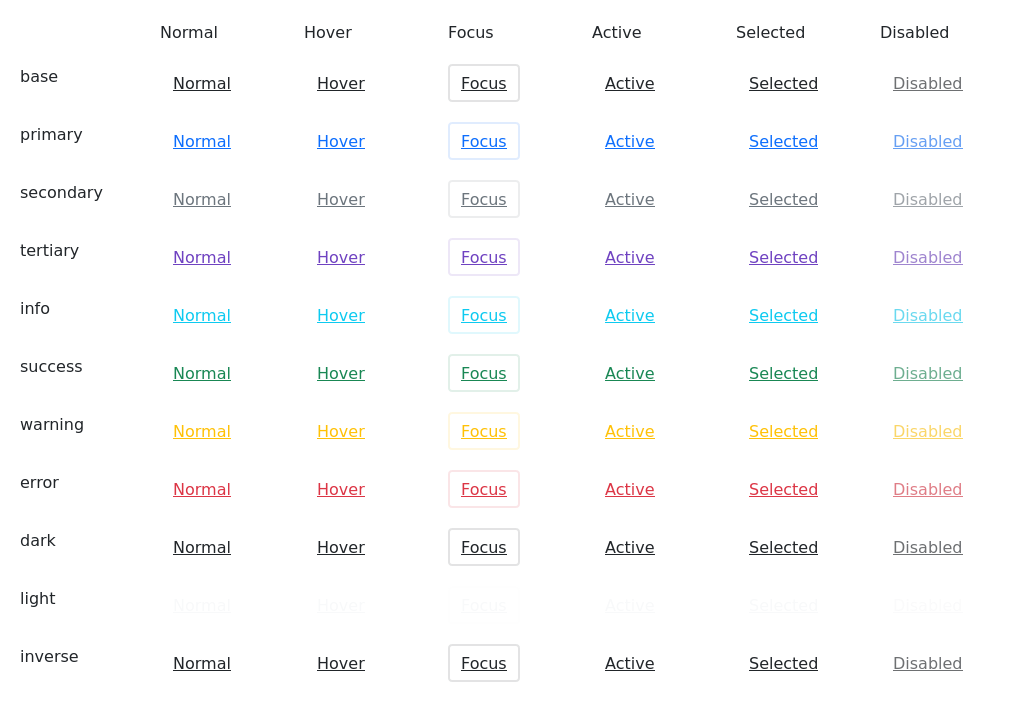 Normal Hover Focus Active Selected Disabled
base Normal Hover Focus Active Selected Disabled
primary Normal Hover Focus Active Selected Disabled
secondary Normal Hover Focus Active Selected Disabled
tertiary Normal Hover Focus Active Selected Disabled
info Normal Hover Focus Active Selected Disabled
success Normal Hover Focus Active Selected Disabled
warning Normal Hover Focus Active Selected Disabled
error Normal Hover Focus Active Selected Disabled
dark Normal Hover Focus Active Selected Disabled
light Normal Hover Focus Active Selected Disabled
inverse Normal Hover Focus Active Selected Disabled